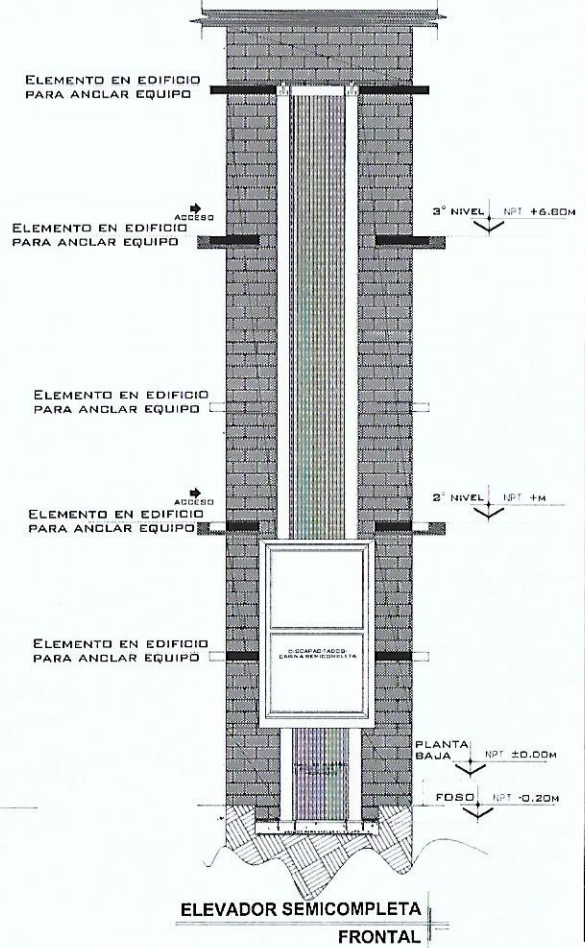 ELEMENTO EN EDIFICIO
PARA ANCLAR EQUIPO
ACCESO
ELEMENTO EN EDIFICIO
PARA ANCLAR EQUIPO
3° NIVEL NPT +6.80M
ELEMENTO EN EDIFICIO
PARA ANCLAR EQUIPO
ACCESO
ELEMENTO EN EDIFICIO
PARA ANCLAR EQUIPO
2° NIVEL NPT +M
ELEMENTO EN EDIFICIO
PARA ANCLAR EQUIPO
DISCAPACITADOS
CABINA SEMICOMPLETA
PLANTA
BAJA NPT ±0.00M
FOSO NPT -0.20M
ELEVADOR SEMICOMPLETA
FRONTAL